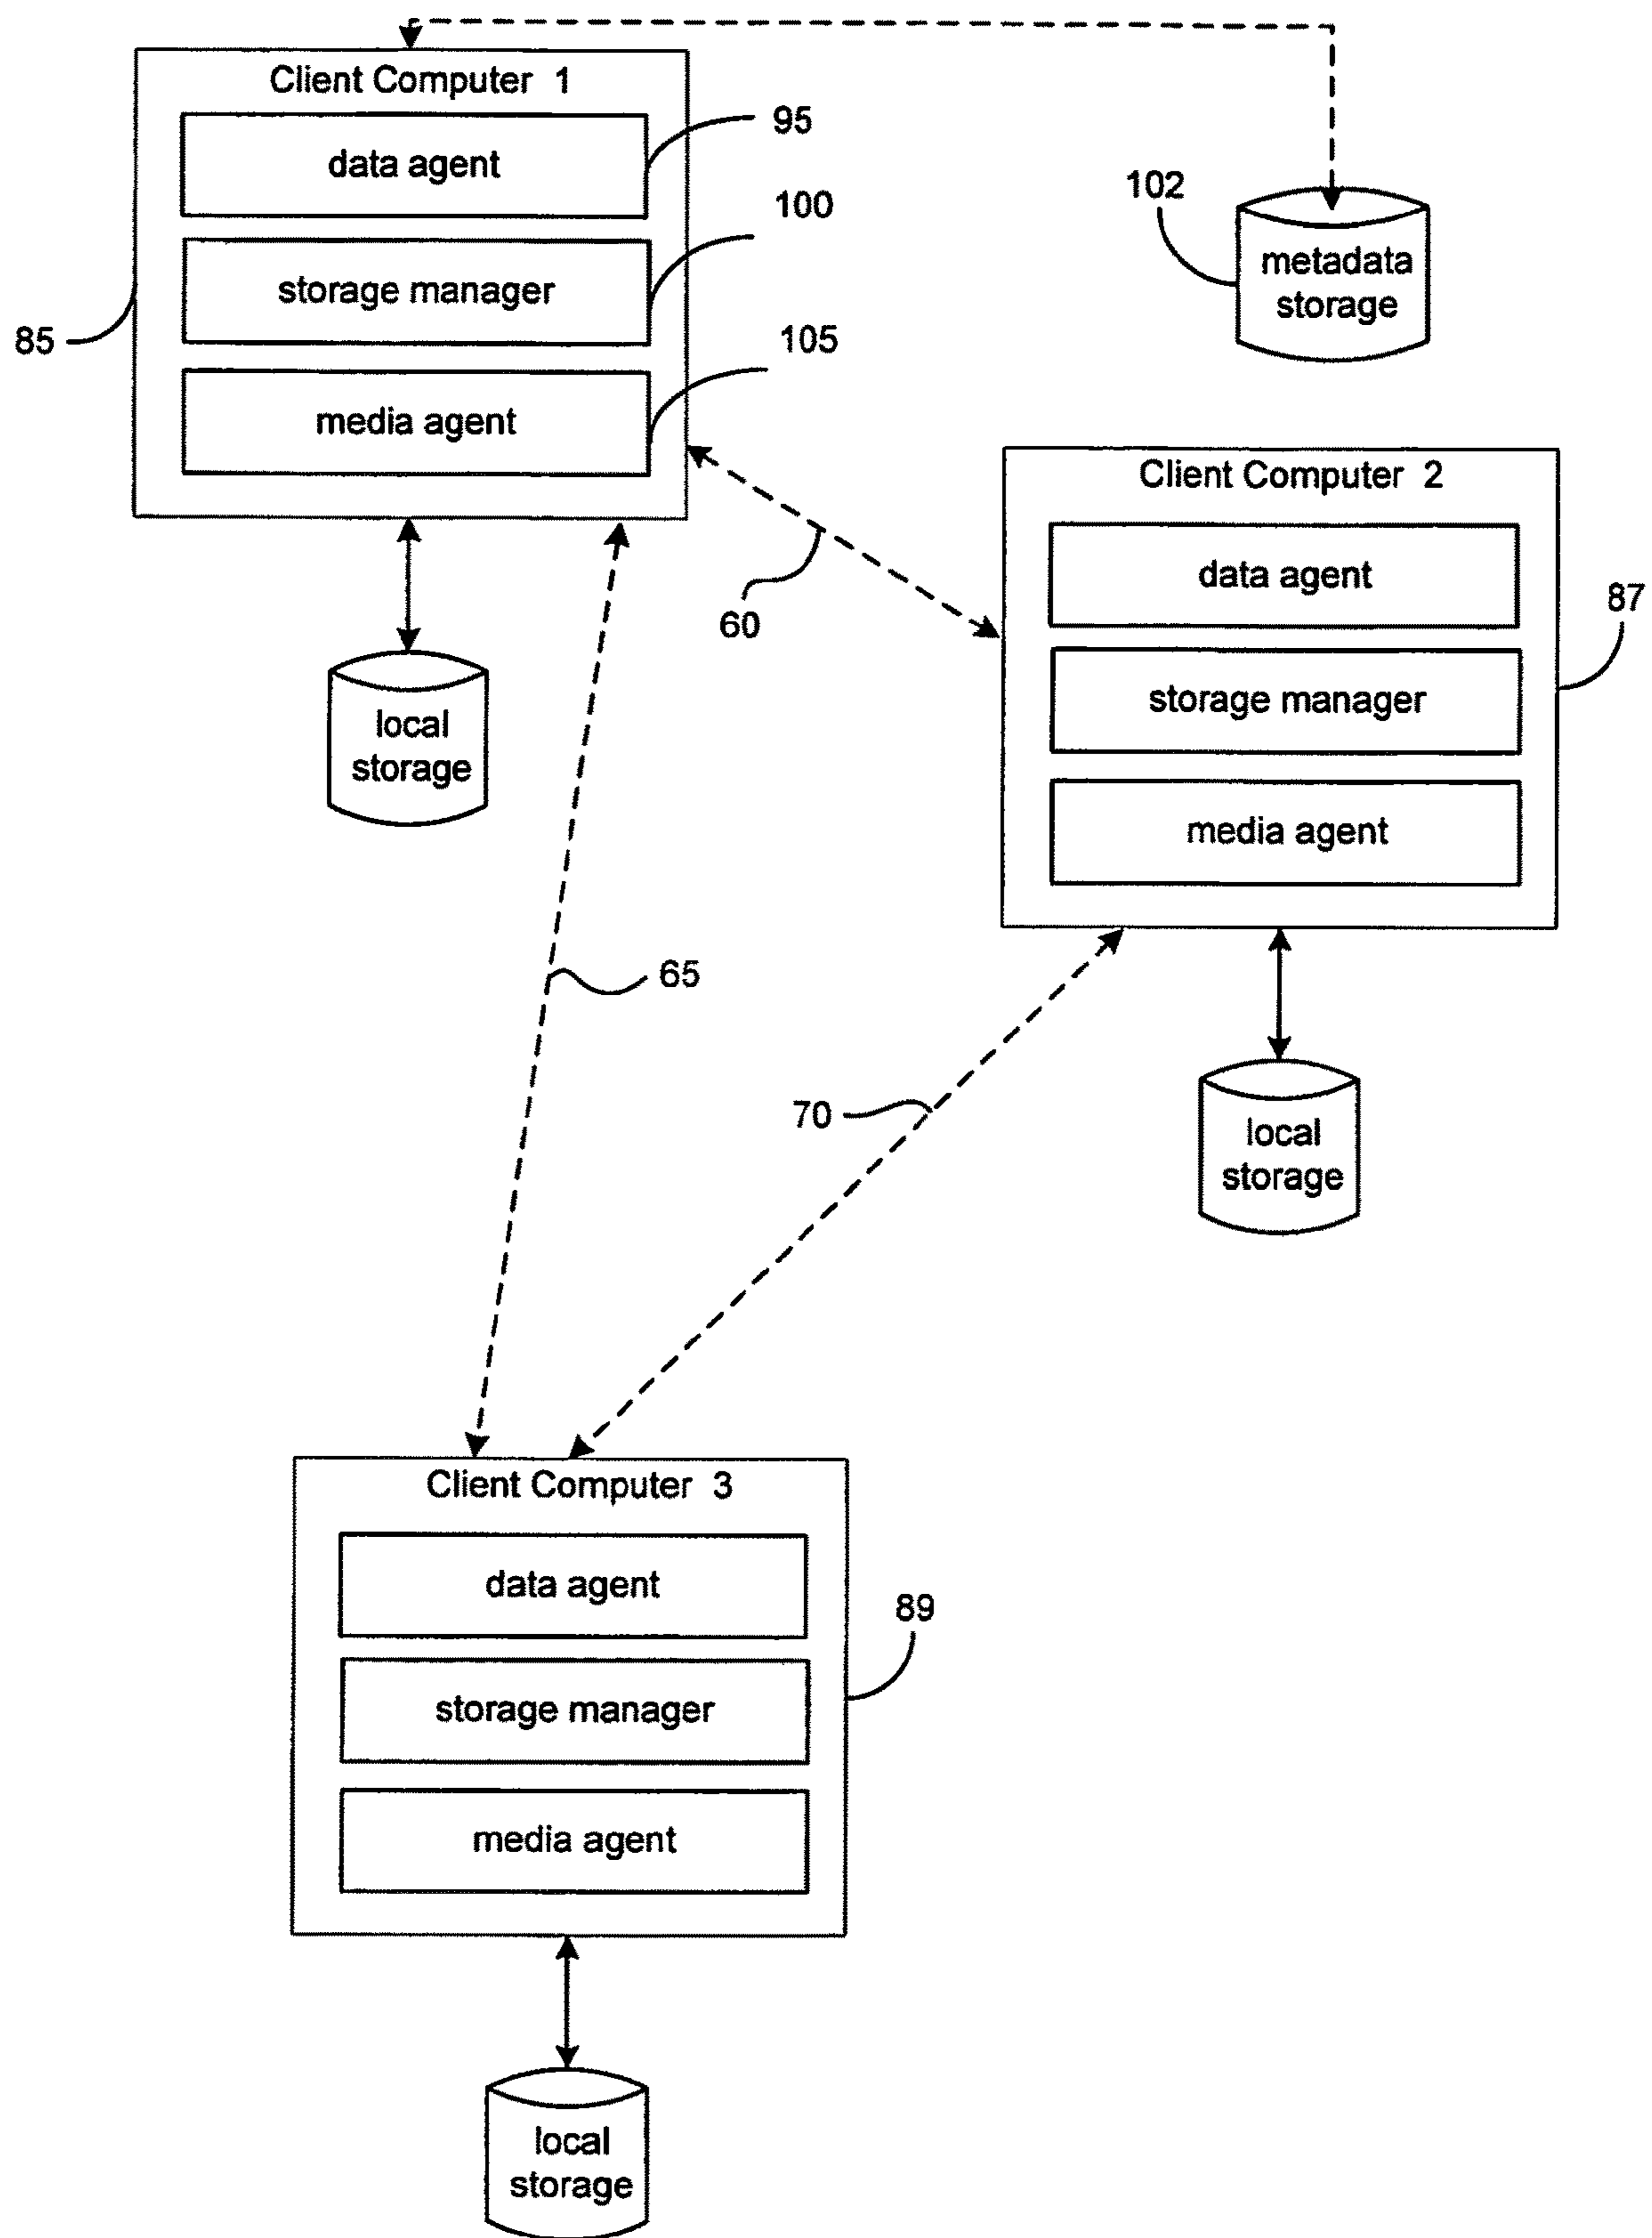 Client Computer 1
data agent
95
100
storage manager
105
media agent
85
102
metadata
storage
local
storage
60
Client Computer 2
data agent
87
storage manager
media agent
65
70
local
storage
Client Computer 3
data agent
89
storage manager
media agent
local
storage